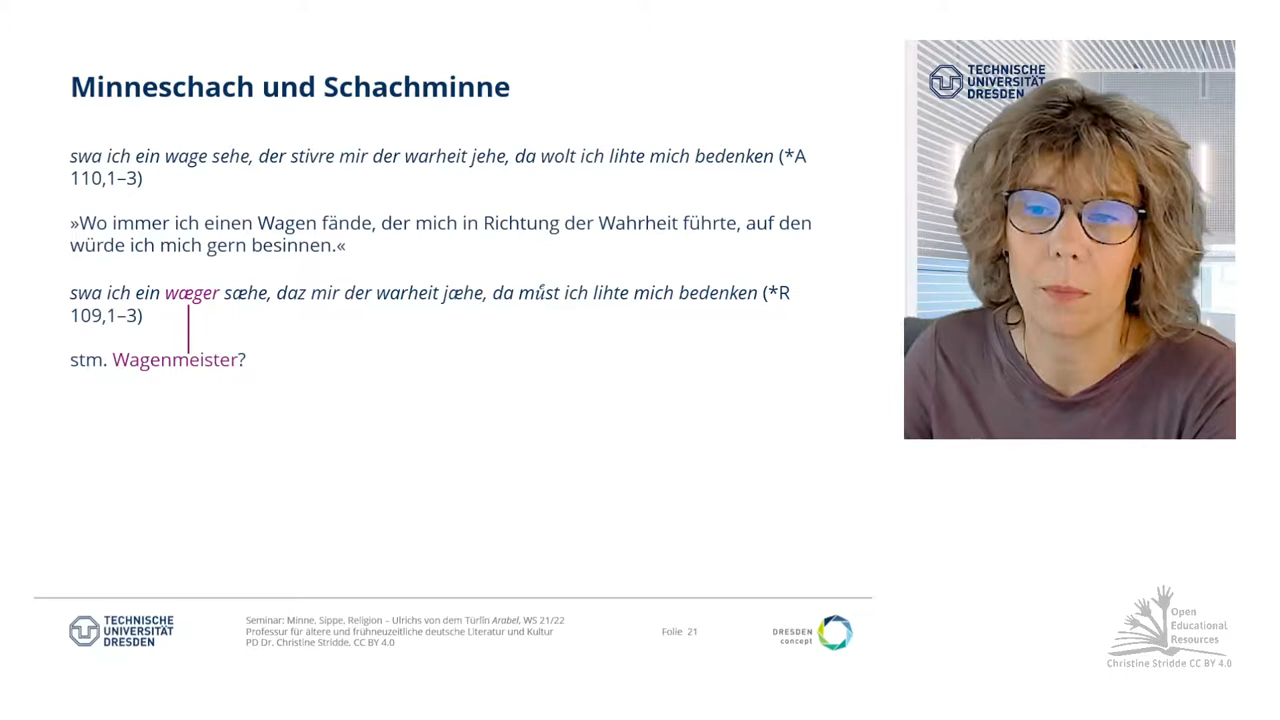 Minneschach und Schachminne
swa ich ein wage sehe, der stivre mir der warheit jehe, da wolt ich lihte mich bedenken (*A
110,1–3)
»Wo immer ich einen Wagen fände, der mich in Richtung der Wahrheit führte, auf den
würde ich mich gern besinnen.«
swa ich ein wæger sæhe, daz mir der warheit jæhe, da mu̓́st ich lihte mich bedenken (*R
109,1–3)
stm. Wagenmeister?
TECHNISCHE
UNIVERSITÄT
DRESDEN
TECHNISCHE
UNIVERSITÄT
DRESDEN
Seminar: Minne, Sippe, Religion – Ulrichs von dem Türlîn Arabel, WS 21/22
Professur für ältere und frühneuzeitliche deutsche Literatur und Kultur
PD Dr. Christine Stridde, CC BY 4.0
Folie 21
DRESDEN
concept
Open
Educational
Resources
Christine Stridde CC BY 4.0